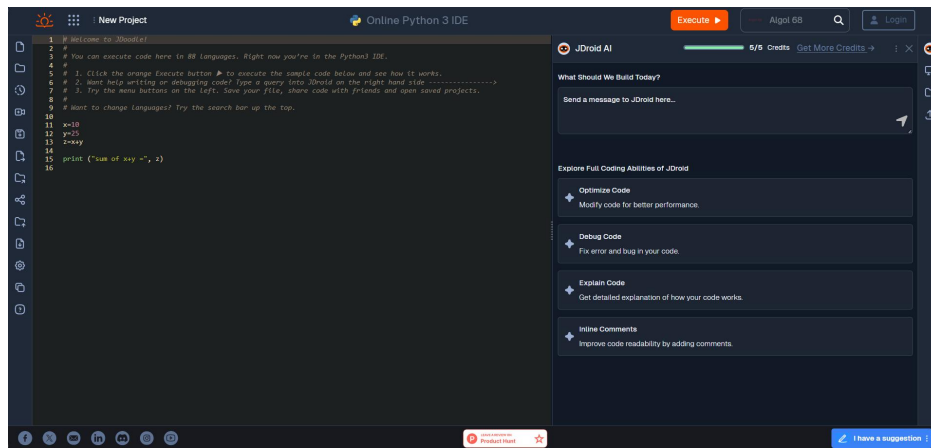 New Project
Online Python 3 IDE
Execute
Algol 68
Login
1 # Welcome to JDoodle!
2 #
3 # You can execute code here in 88 languages. Right now you're in the Python3 IDE.
4 #
5 #  1. Click the orange Execute button ▶ to execute the sample code below and see how it works.
6 #  2. Want help writing or debugging code? Type a query into JDroid on the right hand side ---------------->
7 #  3. Try the menu buttons on the left. Save your file, share code with friends and open saved projects.
8 #
9 # Want to change languages? Try the search bar up the top.
10
11 x=10
12 y=25
13 z=x+y
14
15 print ("sum of x+y =", z)
16
JDroid AI
5/5 Credits Get More Credits →
What Should We Build Today?
Send a message to JDroid here...
Explore Full Coding Abilities of JDroid
Optimize Code
Modify code for better performance.
Debug Code
Fix error and bug in your code.
Explain Code
Get detailed explanation of how your code works.
Inline Comments
Improve code readability by adding comments.
Product Hunt
I have a suggestion